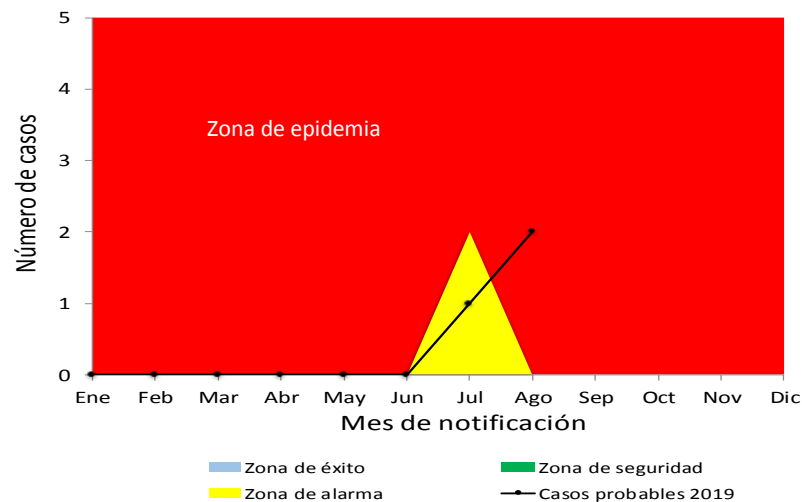 5
4
3
2
1
0
Número de casos
Zona de epidemia
Ene Feb Mar Abr May Jun Jul Ago Sep Oct Nov Dic
Mes de notificación
Zona de éxito Zona de seguridad
Zona de alarma Casos probables 2019